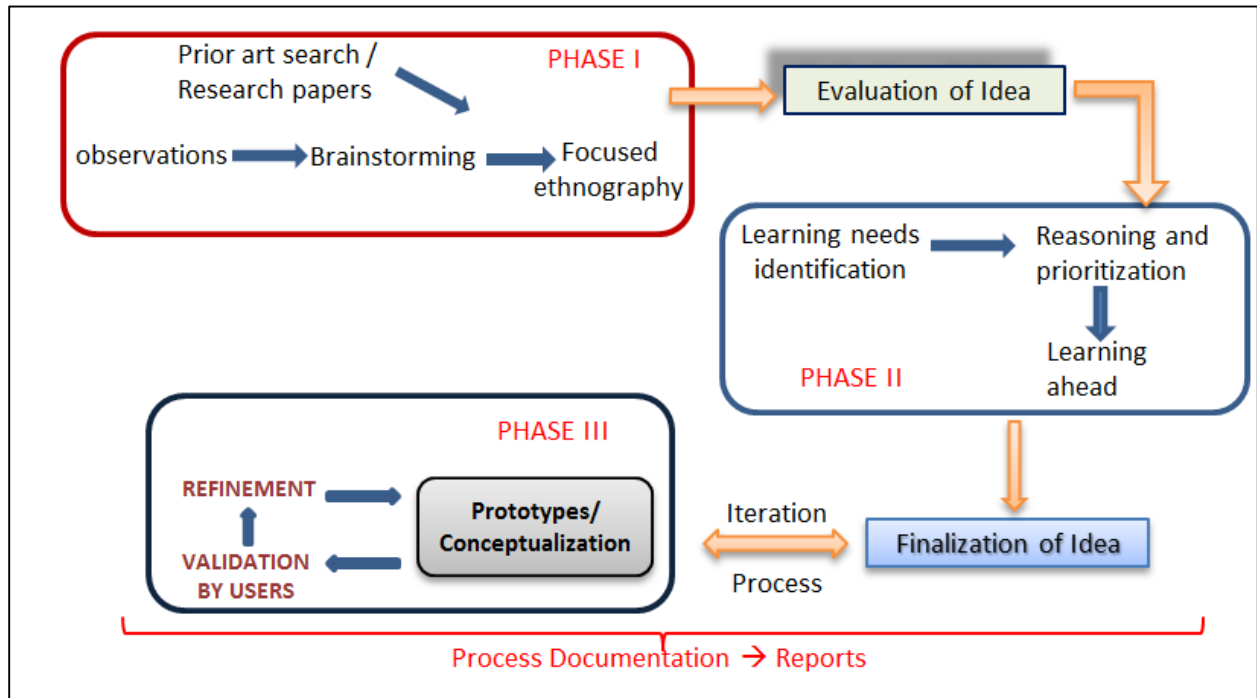 Prior art search /
Research papers
PHASE I
observations
Brainstorming
Focused
ethnography
Evaluation of Idea
Learning needs
identification
Reasoning and
prioritization
Learning
ahead
PHASE II
PHASE III
REFINEMENT
VALIDATION
BY USERS
Prototypes/
Conceptualization
Iteration
Process
Finalization of Idea
Process Documentation → Reports